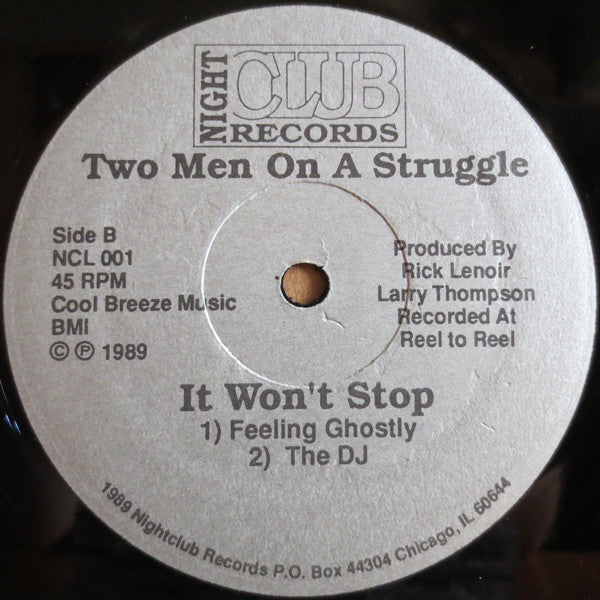 NIGHT
CLUB
RECORDS
Two Men On A Struggle
Side B
NCL 001
45 RPM
Cool Breeze Music
BMI
© ℗ 1989
Produced By
Rick Lenoir
Larry Thompson
Recorded At
Reel to Reel
It Won't Stop
1) Feeling Ghostly
2) The DJ
1989 Nightclub Records P.O. Box 44304 Chicago, IL 60644